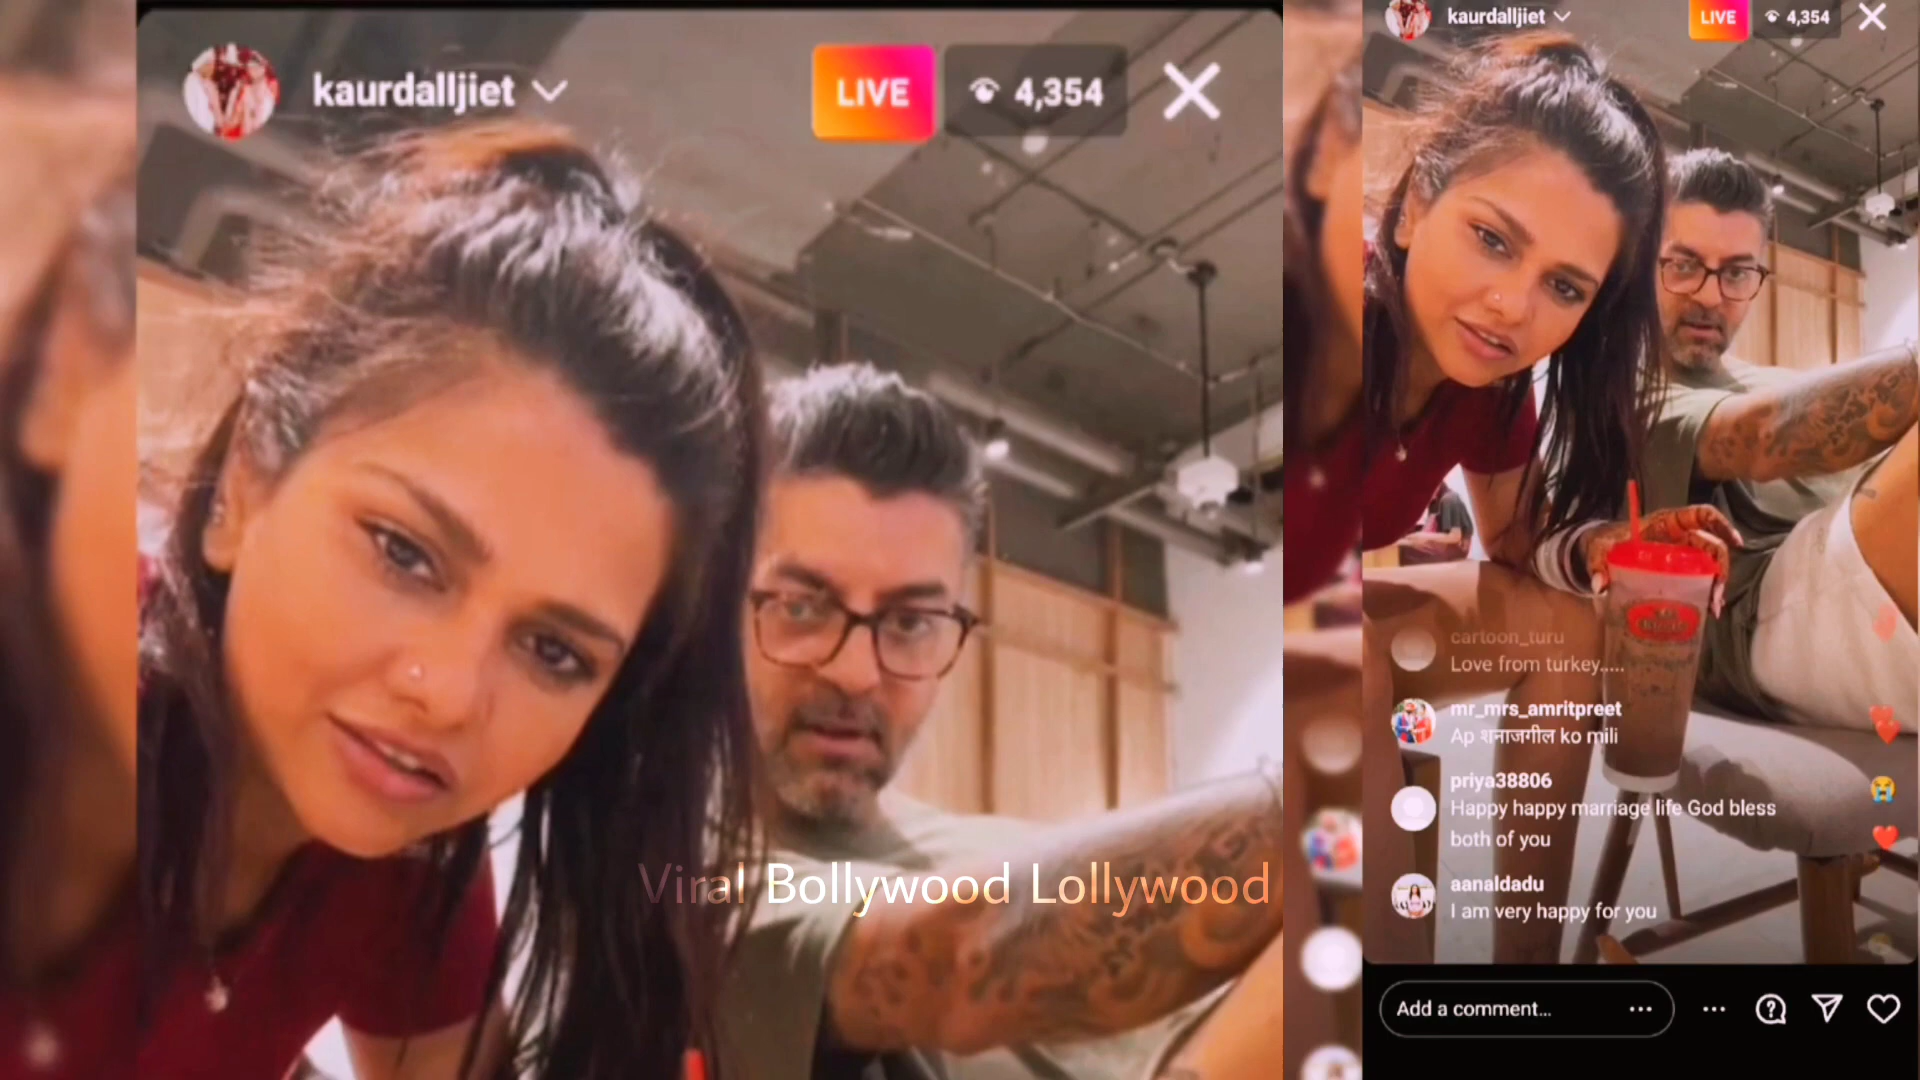 kaurdalljiet
LIVE
4,354
Viral Bollywood Lollywood
kaurdalljiet
LIVE
4,354
cartoon_turu
Love from turkey.....
mr_mrs_amritpreet
Ap शनाजगील ko mili
priya38806
Happy happy marriage life God bless
both of you
aanaldadu
I am very happy for you
Add a comment...